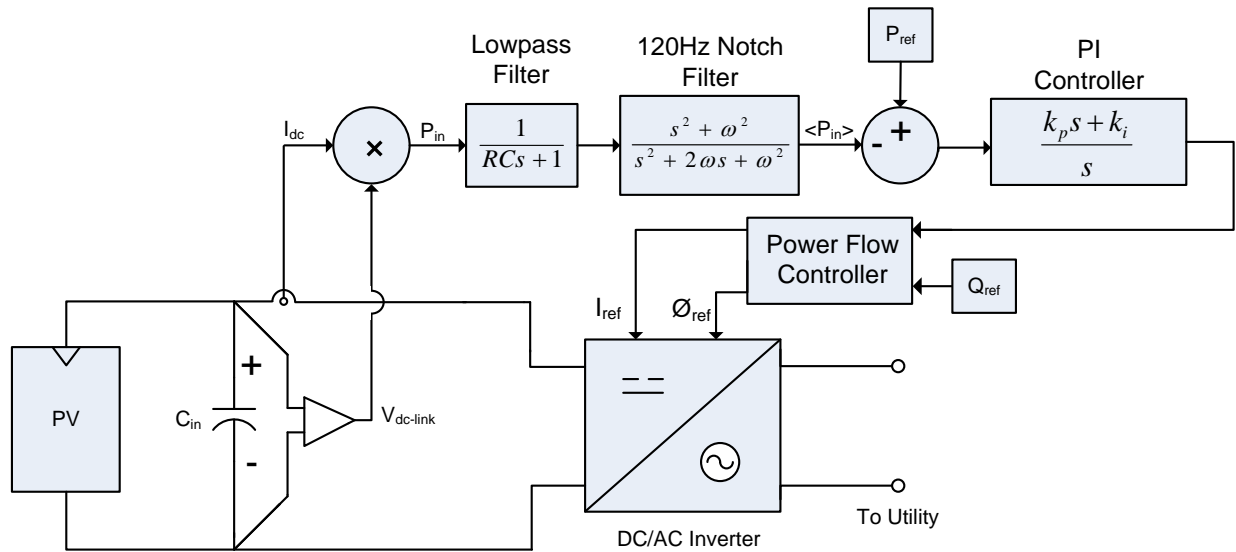 Lowpass
Filter
120Hz Notch
Filter
P_ref
PI
Controller
I_dc
×
P_in
1
RCs + 1
s² + ω²
s² + 2ωs + ω²
<P_in>
-
+
k_p s + k_i
s
Power Flow
Controller
Q_ref
I_ref
Ø_ref
PV
C_in
+
-
V_dc-link
To Utility
DC/AC Inverter